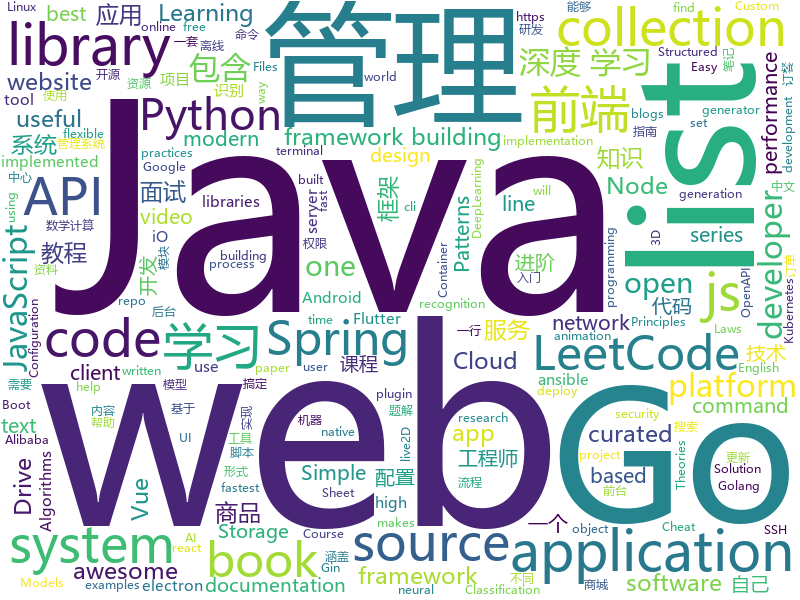 Linux
一套
online
free
管理
https
研发
能够
find
Custom
best
应用
Learning
开源
离线
命令
collection
library
包含
深度 学习
Structured
Easy
笔记
订餐
website
资源
项目
Files
识别
way
world
前端
blogs
指南
generator
set
performance
development
tool
使用
Python
useful
系统
flexible
管理系统
modern
framework building
implementation
list
implemented
practices
terminal
design
知识
Java
API
面试
Google
built
fast
框架
server
cli
DeepLearning
Node
中心
数学计算
libraries
line
Patterns
series
中文
developer
教程
video
iO
模块
one
generation
3D
订单
JavaScript
开发
资料
building
process
权限
Container
进阶
programming
open
js
OpenAPI
Kubernetes
后台
repo
Android
recognition
入门
代码
Configuration
code
学习
Spring
time
Flutter
服务
network
Principles
Laws
client
written
use
paper
课程
user
一行
animation
技术
English
web
Go
LeetCode
Cloud
需要
Boot
help
模型
搞定
plugin
ansible
deploy
platform
text
内容
基于
native
题解
research
curated
security
command
Alibaba
帮助
UI
机器
实现
app
based
project
搜索
Drive
Algorithms
工具
脚本
live2D
工程师
source
application
更新
Solution
Golang
Vue
形式
Simple
配置
high
流程
Theories
前台
商品
fastest
Sheet
Storage
makes
一个
object
Cheat
SSH
system
book
涵盖
Gin
商城
software
自己
awesome
Course
framework
不同
AI
react
examples
electron
documentation
neural
Classification
Models